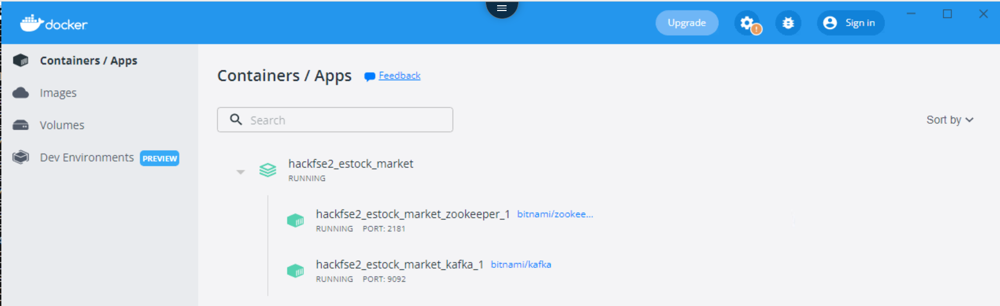 docker
Upgrade
Sign in
Containers / Apps
Images
Volumes
Dev Environments PREVIEW
Containers / Apps Feedback
Search
Sort by
hackfse2_estock_market
RUNNING
hackfse2_estock_market_zookeeper_1 bitnami/zookee...
RUNNING PORT: 2181
hackfse2_estock_market_kafka_1 bitnami/kafka
RUNNING PORT: 9092